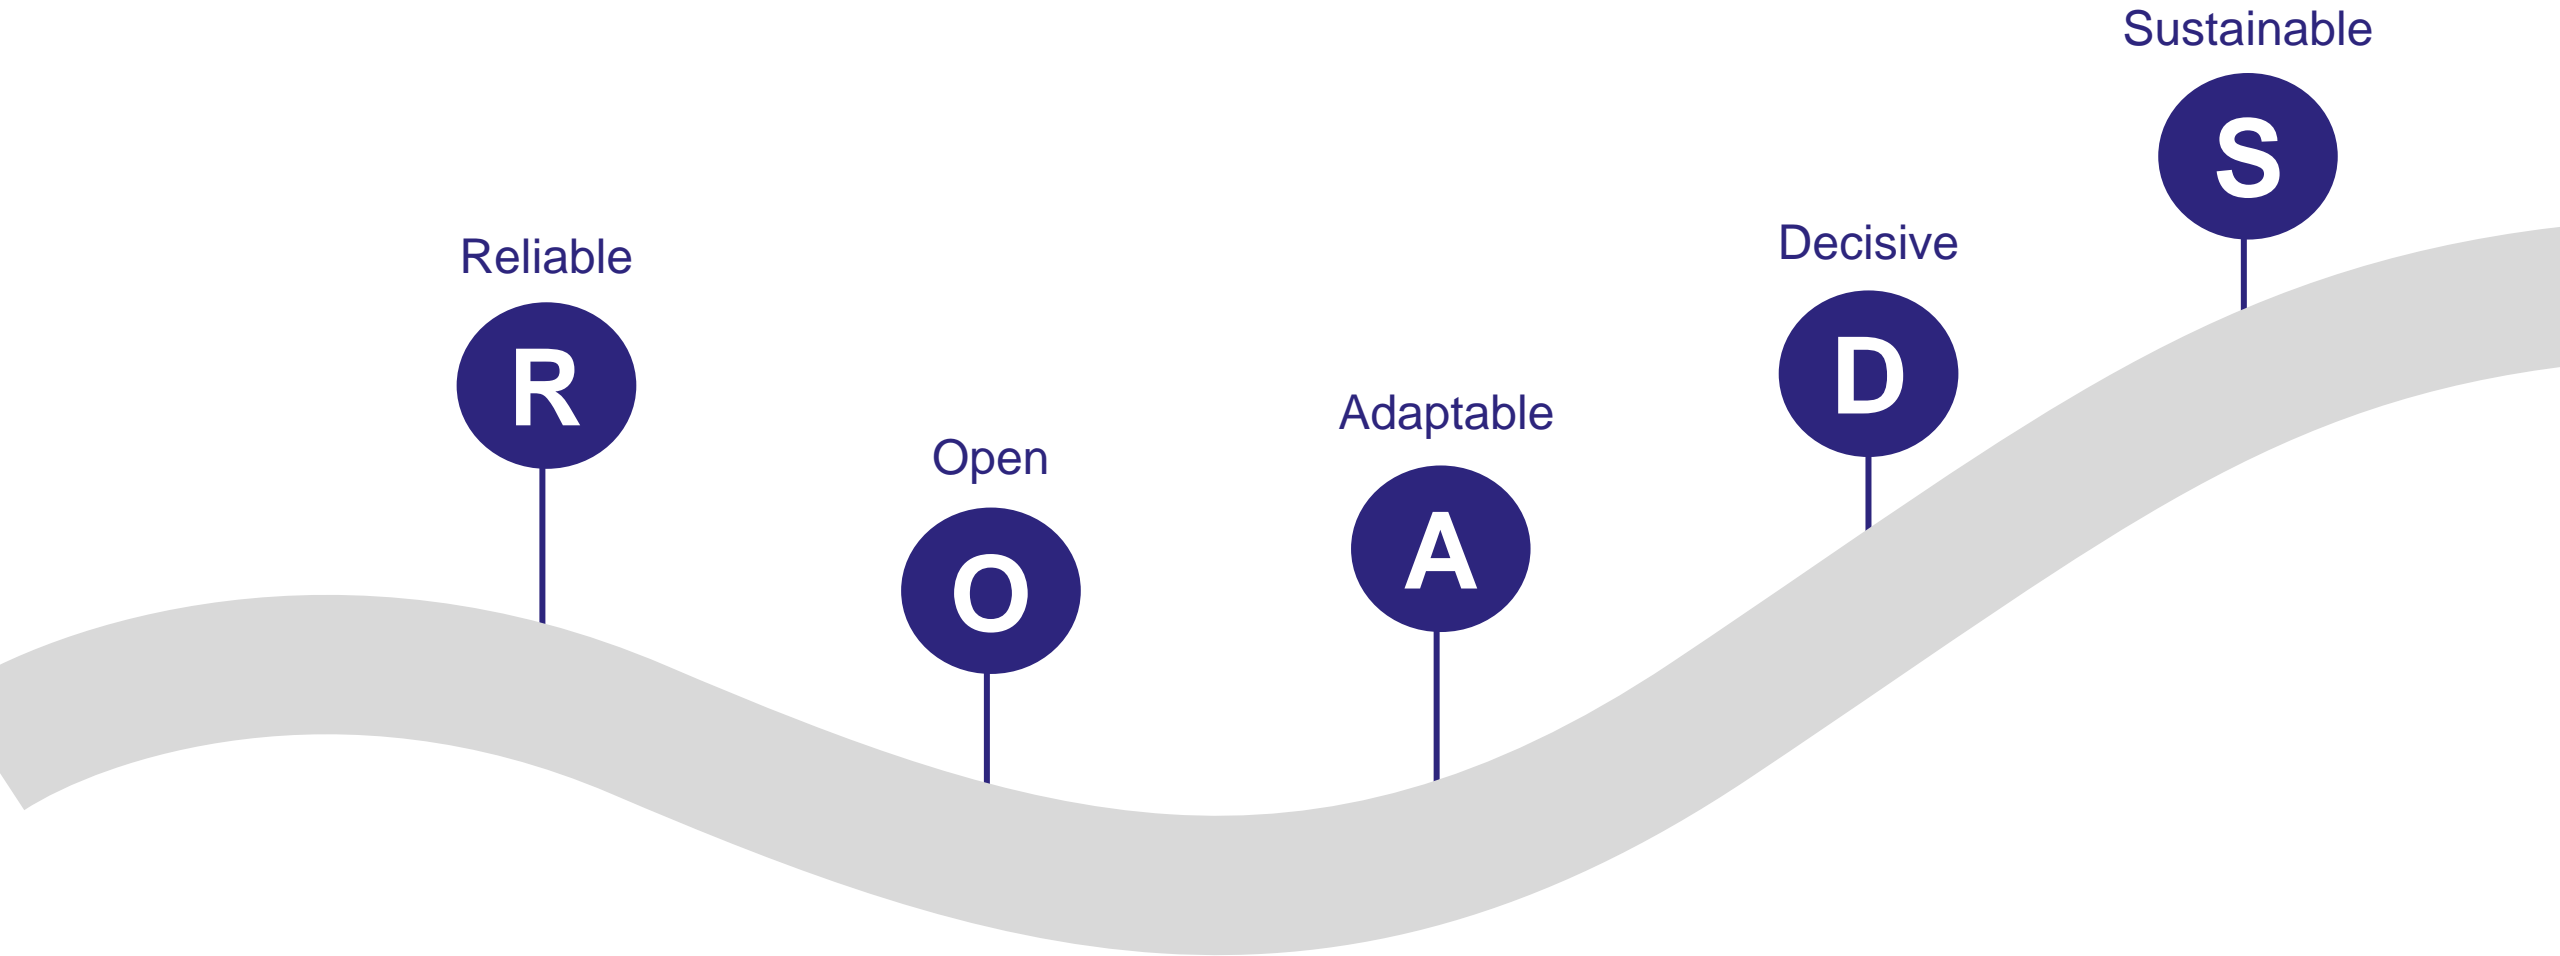 Reliable
R
Open
O
Adaptable
A
Decisive
D
Sustainable
S